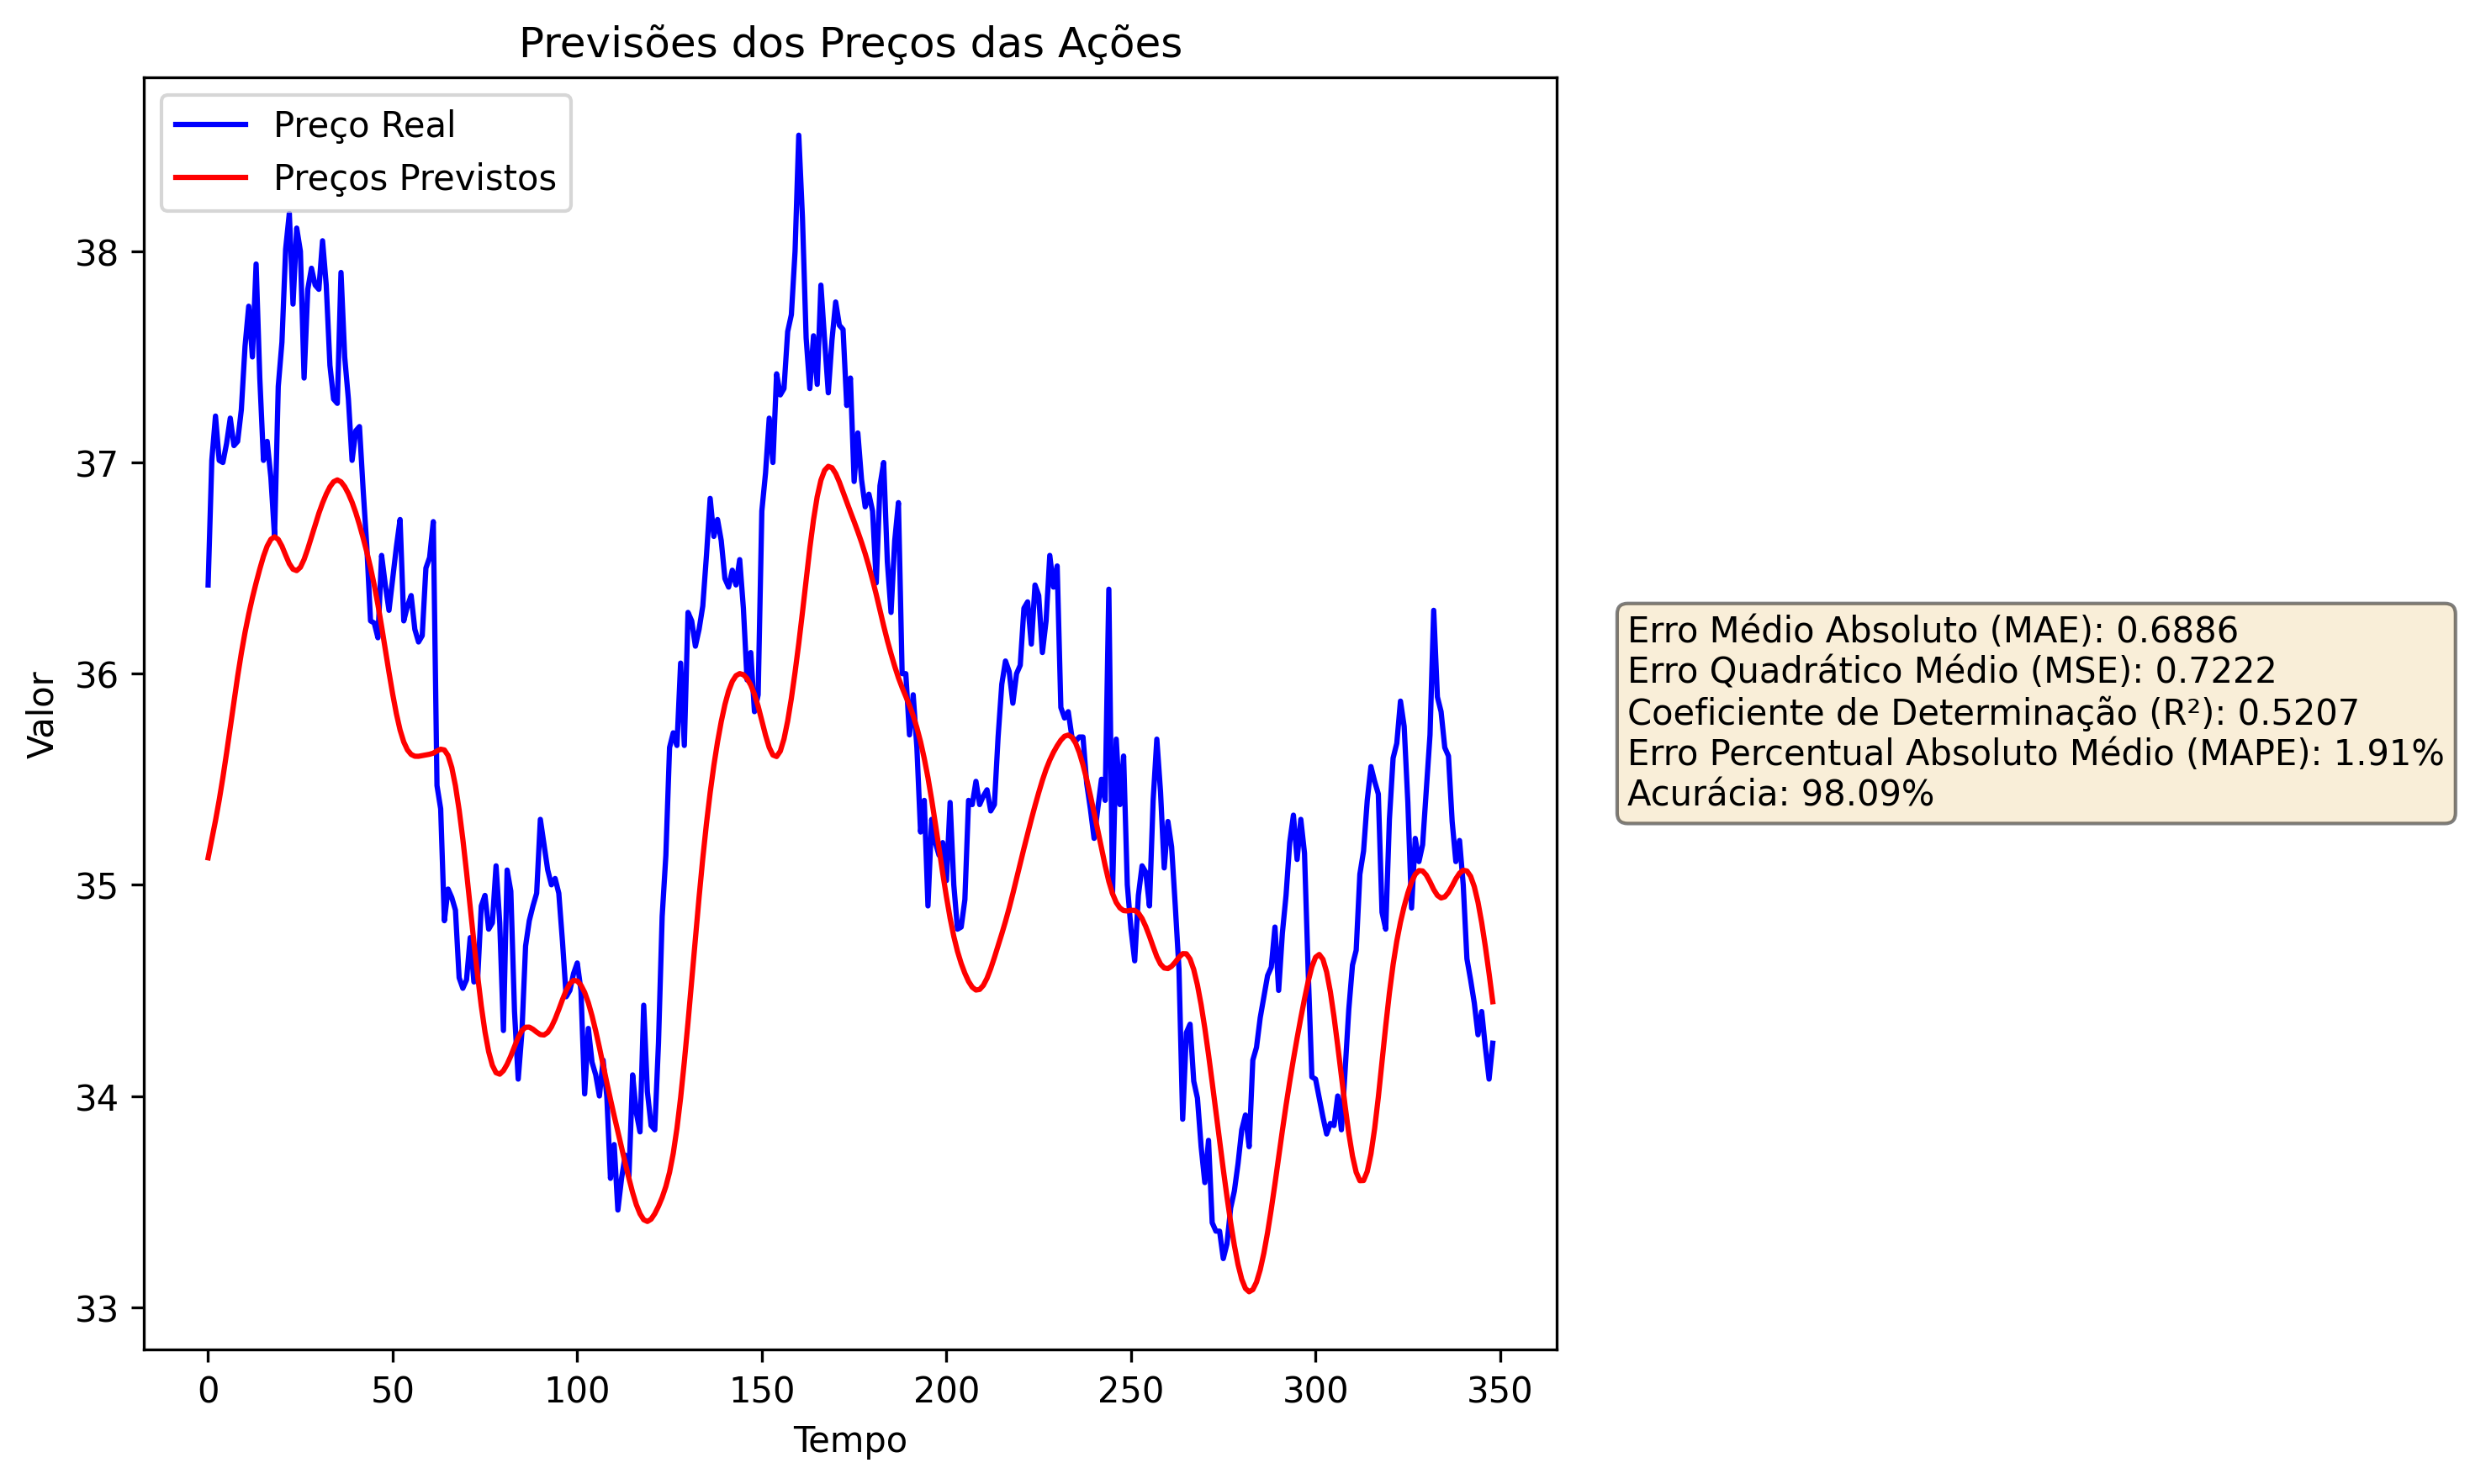 Previsões dos Preços das Ações
Preço Real
Preços Previstos
38
37
36
35
34
33
Valor
0 50 100 150 200 250 300 350
Tempo
Erro Médio Absoluto (MAE): 0.6886
Erro Quadrático Médio (MSE): 0.7222
Coeficiente de Determinação (R²): 0.5207
Erro Percentual Absoluto Médio (MAPE): 1.91%
Acurácia: 98.09%